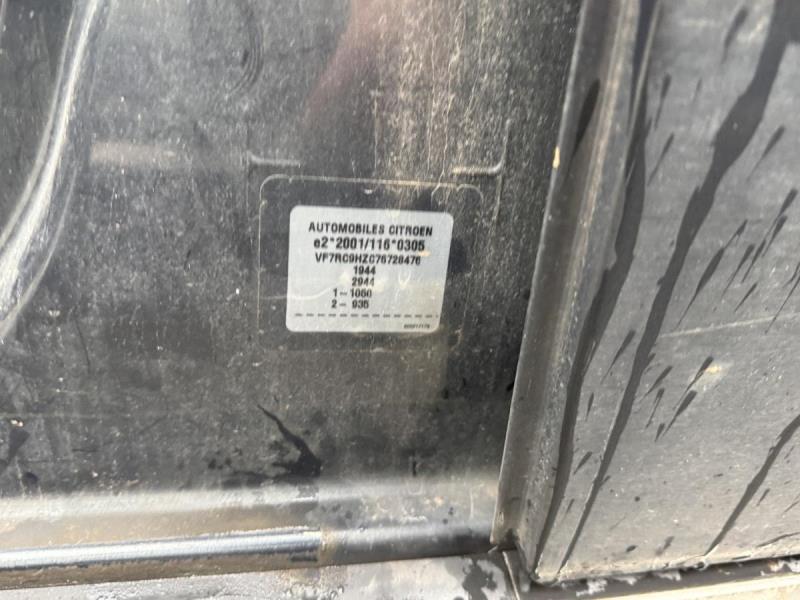 AUTOMOBILES CITROEN
e2*2001/116*0305
VF7RC9HZC76728476
1944
2944
1- 1060
2- 935